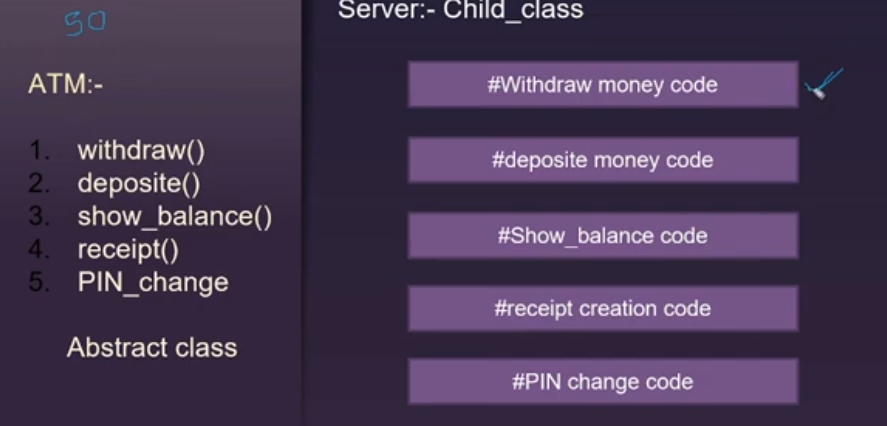 50
ATM:-
1. withdraw()
2. deposite()
3. show_balance()
4. receipt()
5. PIN_change
Abstract class
Server:- Child_class
#Withdraw money code
#deposite money code
#Show_balance code
#receipt creation code
#PIN change code